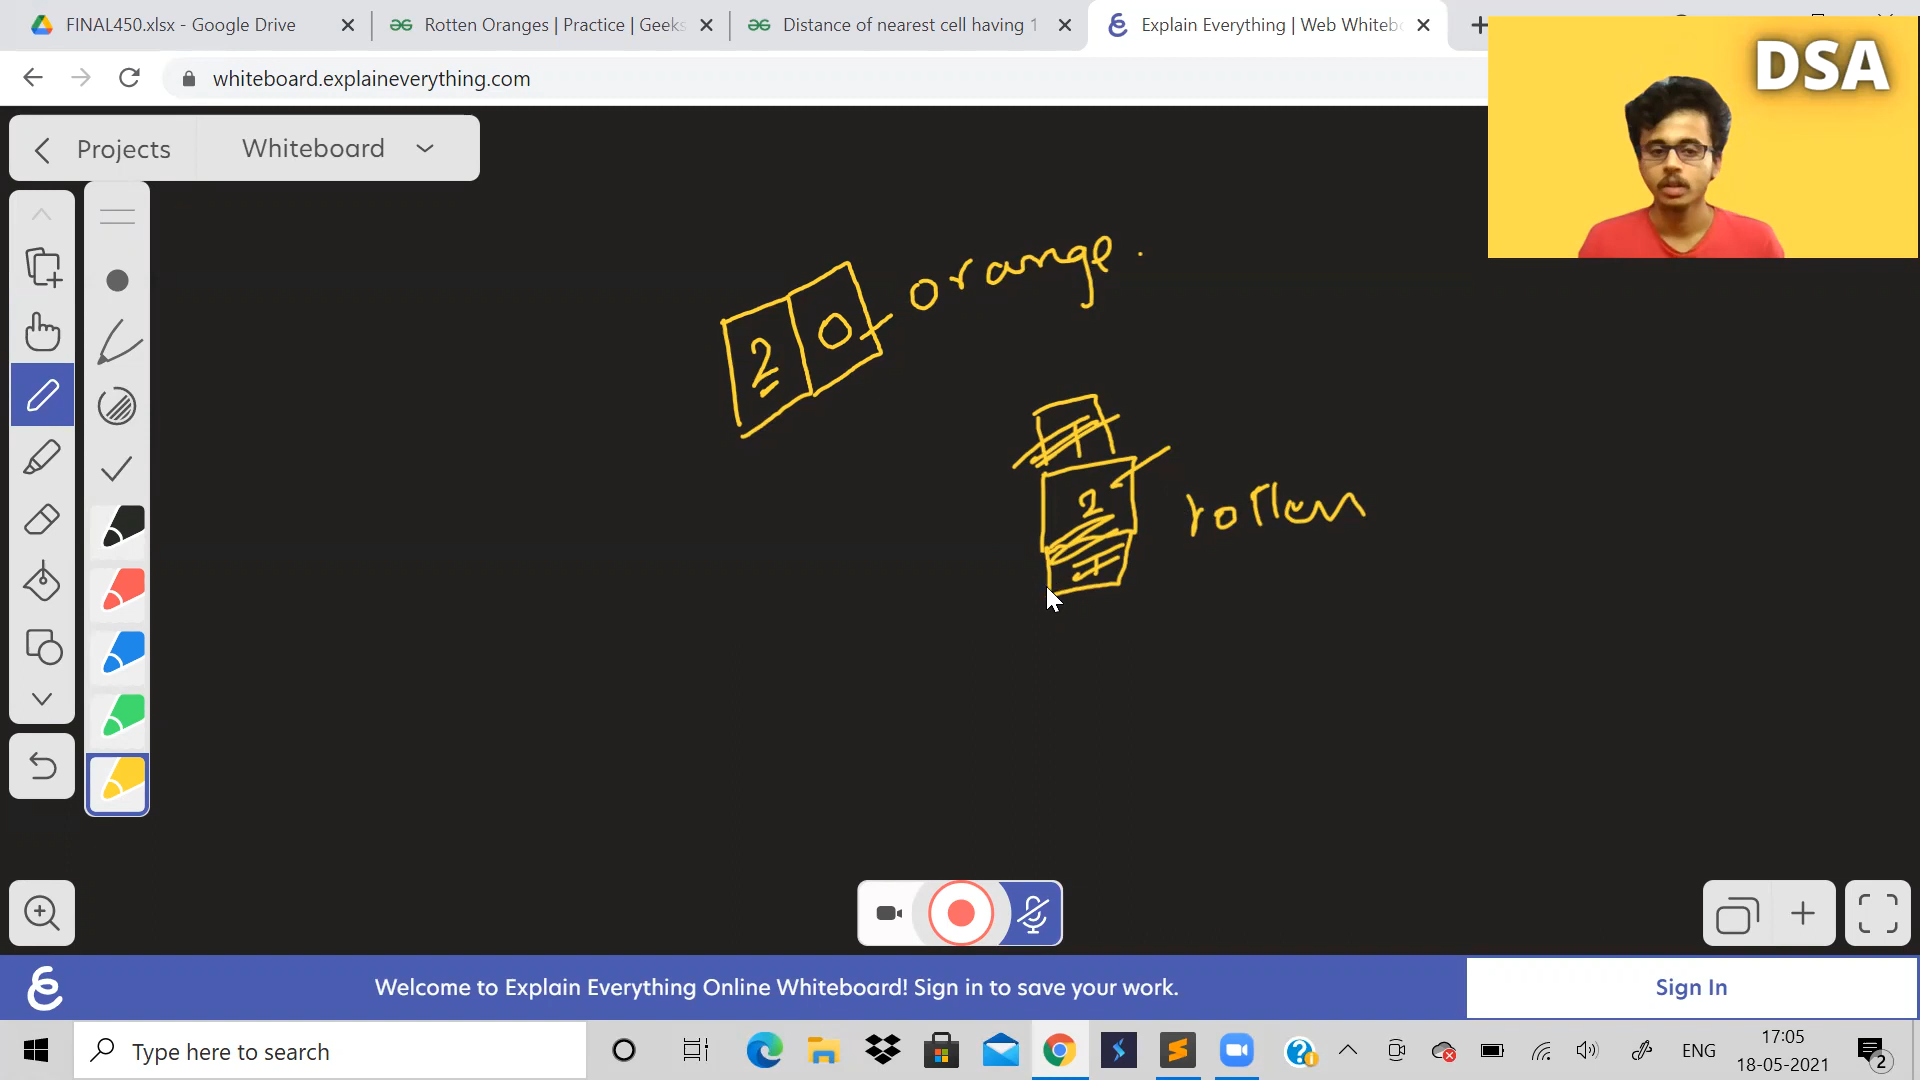 FINAL450.xlsx - Google Drive
Rotten Oranges | Practice | Geeks
Distance of nearest cell having 1
Explain Everything | Web Whitebo
whiteboard.explaineverything.com
DSA
Projects
Whiteboard
orange.
2 0
2
rotten
Welcome to Explain Everything Online Whiteboard! Sign in to save your work.
Sign In
Type here to search
ENG
17:05
18-05-2021
2